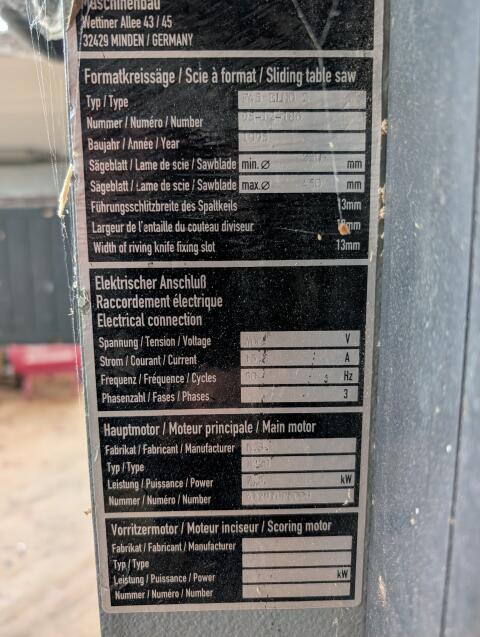 Maschinenbau
Wettiner Allee 43 / 45
32429 MINDEN / GERMANY
Formatkreissäge / Scie à format / Sliding table saw
Typ / Type F45 ELMO
Nummer / Numéro / Number
Baujahr / Année / Year 1995
Sägeblatt / Lame de scie / Sawblade min. ø mm
Sägeblatt / Lame de scie / Sawblade max. ø 450 mm
Führungsschlitzbreite des Spaltkeils 13mm
Largeur de l'entaille du couteau diviseur
Width of riving knife fixing slot 13mm
Elektrischer Anschluß
Raccordement électrique
Electrical connection
Spannung / Tension / Voltage V
Strom / Courant / Current A
Frequenz / Fréquence / Cycles Hz
Phasenzahl / Fases / Phases 3
Hauptmotor / Moteur principale / Main motor
Fabrikat / Fabricant / Manufacturer
Typ / Type
Leistung / Puissance / Power kW
Nummer / Numéro / Number
Vorritzermotor / Moteur inciseur / Scoring motor
Fabrikat / Fabricant / Manufacturer
Typ / Type
Leistung / Puissance / Power kW
Nummer / Numéro / Number